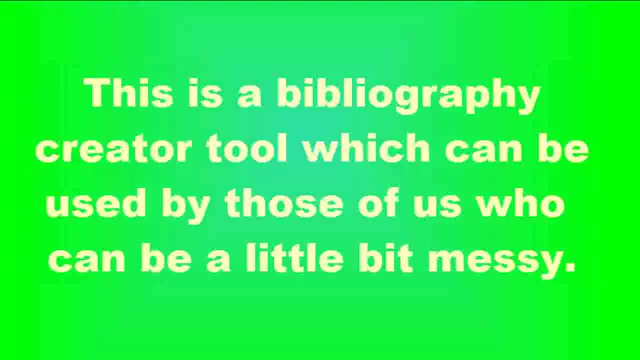 This is a bibliography
creator tool which can be
used by those of us who
can be a little bit messy.